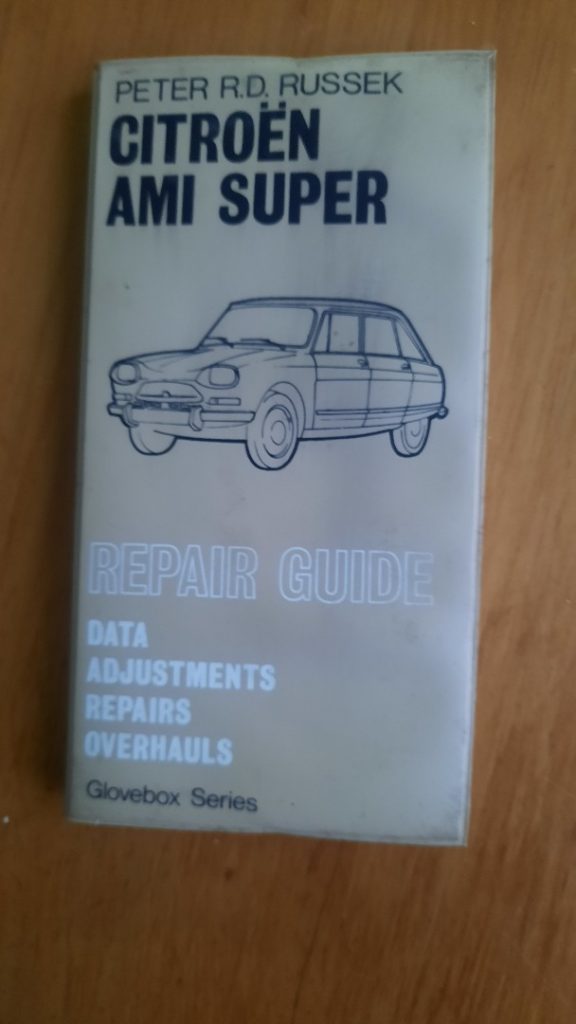 PETER R.D. RUSSEK
CITROËN
AMI SUPER
REPAIR GUIDE
DATA
ADJUSTMENTS
REPAIRS
OVERHAULS
Glovebox Series